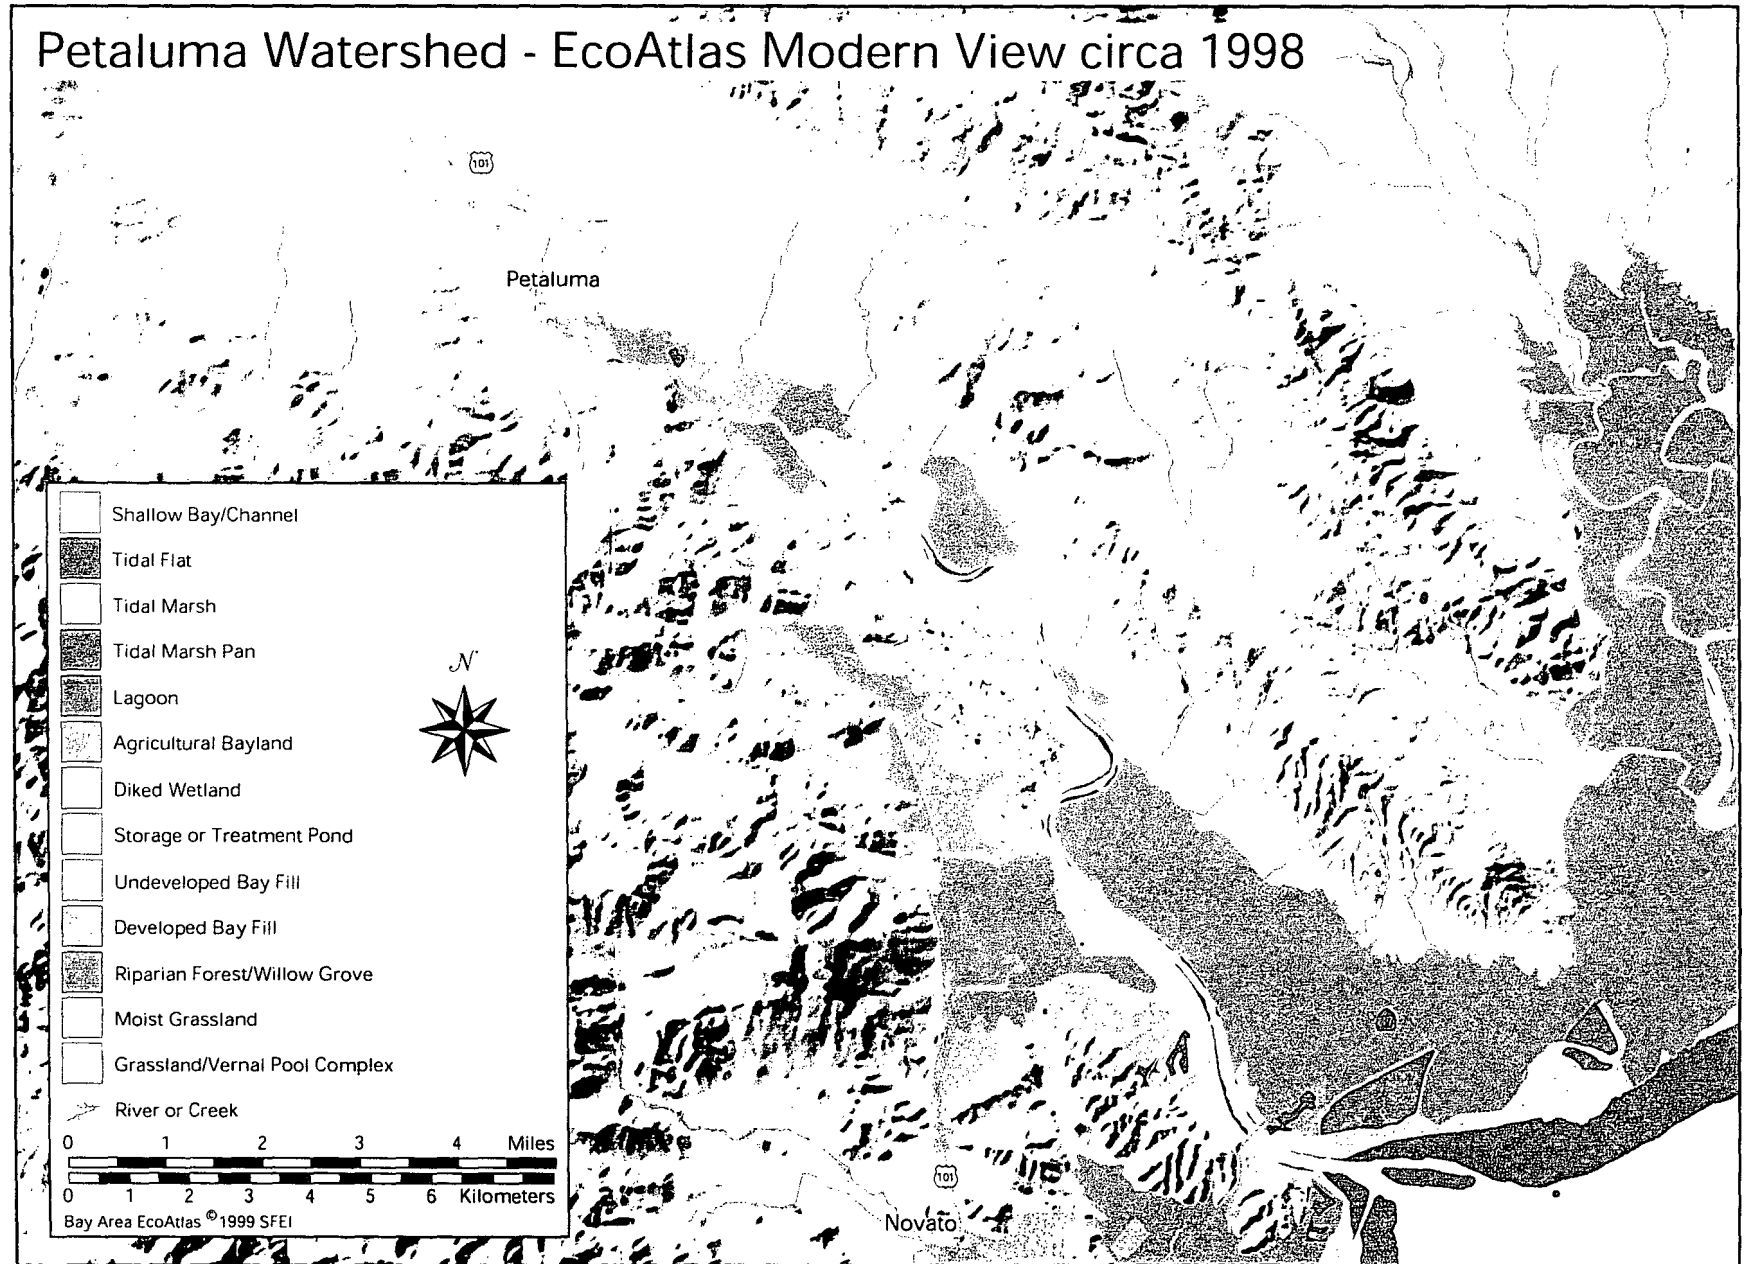 Petaluma Watershed - EcoAtlas Modern View circa 1998
101
Petaluma
Shallow Bay/Channel
Tidal Flat
Tidal Marsh
Tidal Marsh Pan
N
Lagoon
Agricultural Bayland
Diked Wetland
Storage or Treatment Pond
Undeveloped Bay Fill
Developed Bay Fill
Riparian Forest/Willow Grove
Moist Grassland
Grassland/Vernal Pool Complex
River or Creek
0 1 2 3 4 Miles
0 1 2 3 4 5 6 Kilometers
Bay Area EcoAtlas ©1999 SFEI
101
Novato